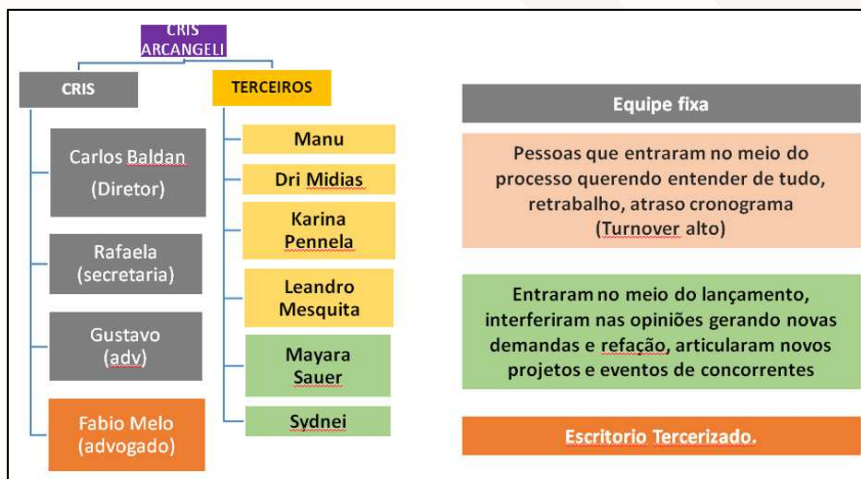 CRIS
ARCANGELI
CRIS
TERCEIROS
Carlos Baldan
(Diretor)
Rafaela
(secretaria)
Gustavo
(adv)
Fabio Melo
(advogado)
Manu
Dri Midias
Karina
Pennela
Leandro
Mesquita
Mayara
Sauer
Sydnei
Equipe fixa
Pessoas que entraram no meio do
processo querendo entender de tudo,
retrabalho, atraso cronograma
(Turnover alto)
Entraram no meio do lançamento,
interferiram nas opiniões gerando novas
demandas e refação, articularam novos
projetos e eventos de concorrentes
Escritorio Tercerizado.